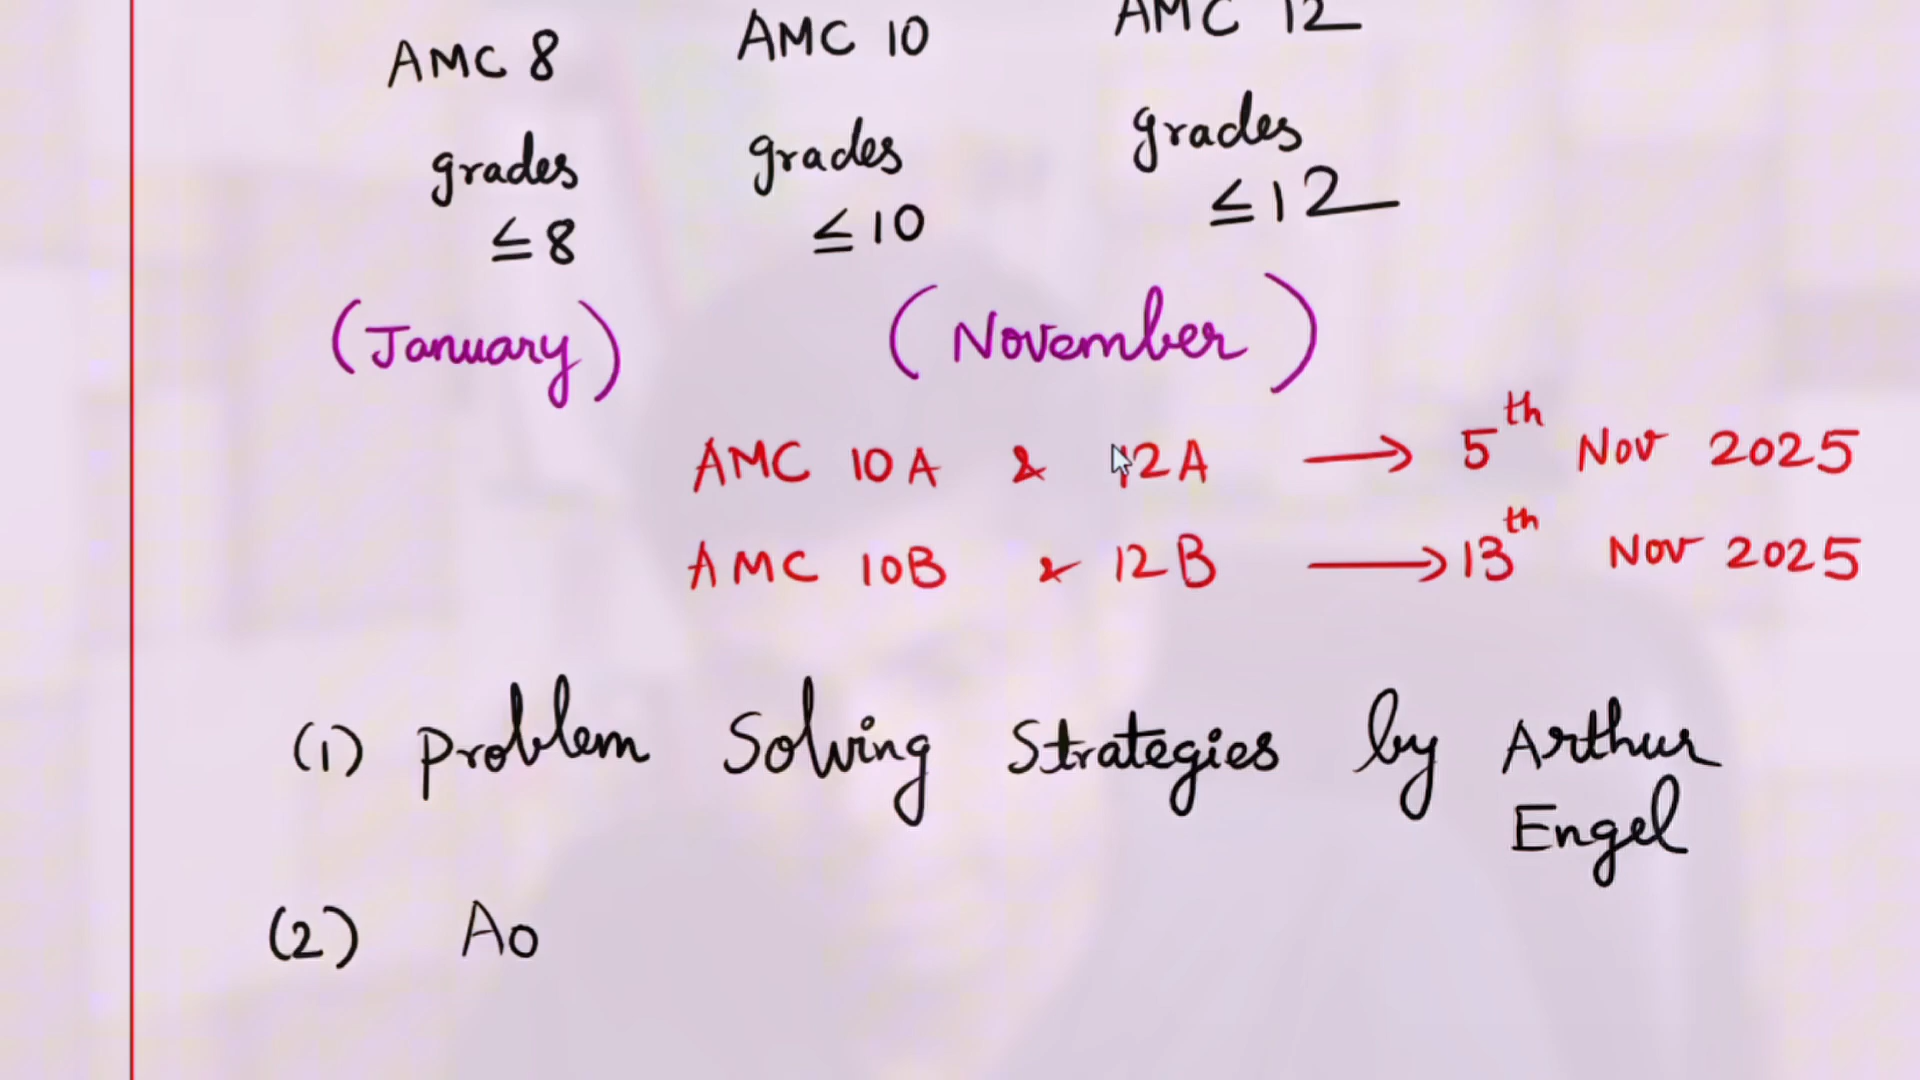 AMC 8 AMC 10 AMC 12
grades grades grades
≤8 ≤10 ≤12
(January) (November)
AMC 10A & 12A → 5th Nov 2025
AMC 10B & 12B → 13th Nov 2025
(1) Problem Solving Strategies by Arthur
Engel
(2) Ao